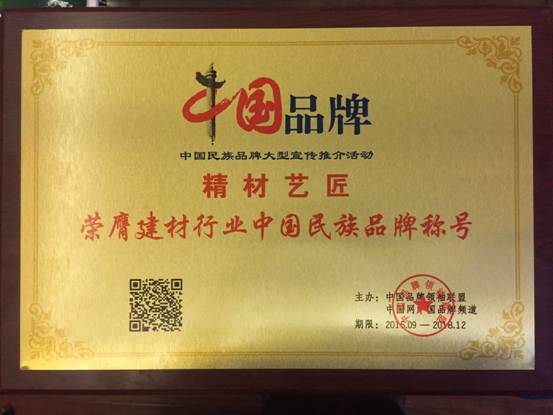 中国品牌
中国民族品牌大型宣传推介活动
精材艺匠
荣膺建材行业中国民族品牌称号
主办：中国品牌领袖联盟
中国网 国品牌频道
期限：2015.09—2018.12